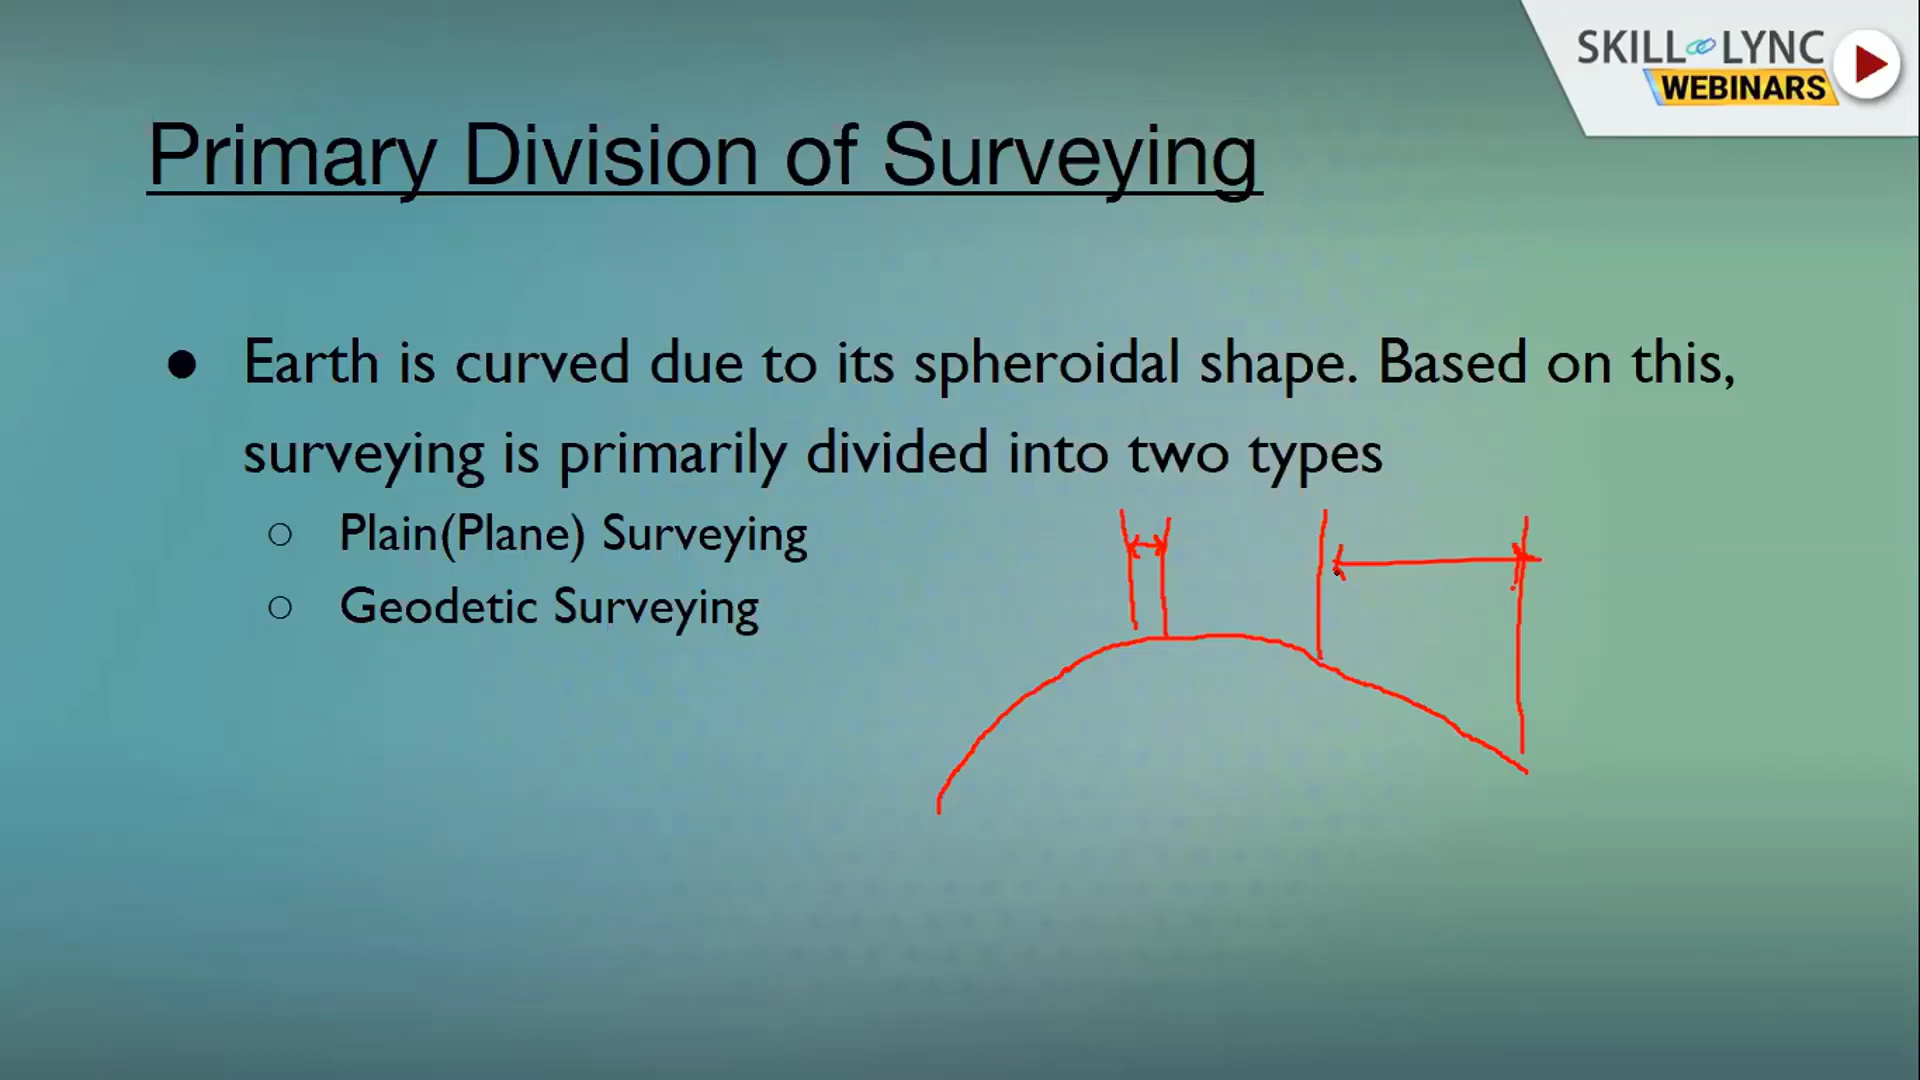 SKILL LYNC
WEBINARS
Primary Division of Surveying
● Earth is curved due to its spheroidal shape. Based on this,
surveying is primarily divided into two types
○ Plain(Plane) Surveying
○ Geodetic Surveying